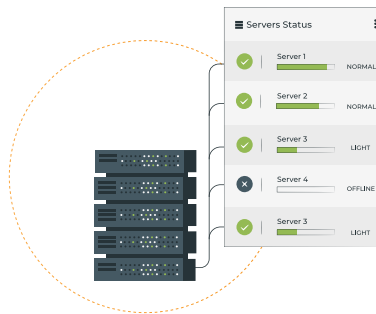 Servers Status
Server 1
NORMAL
Server 2
NORMAL
Server 3
LIGHT
Server 4
OFFLINE
Server 3
LIGHT